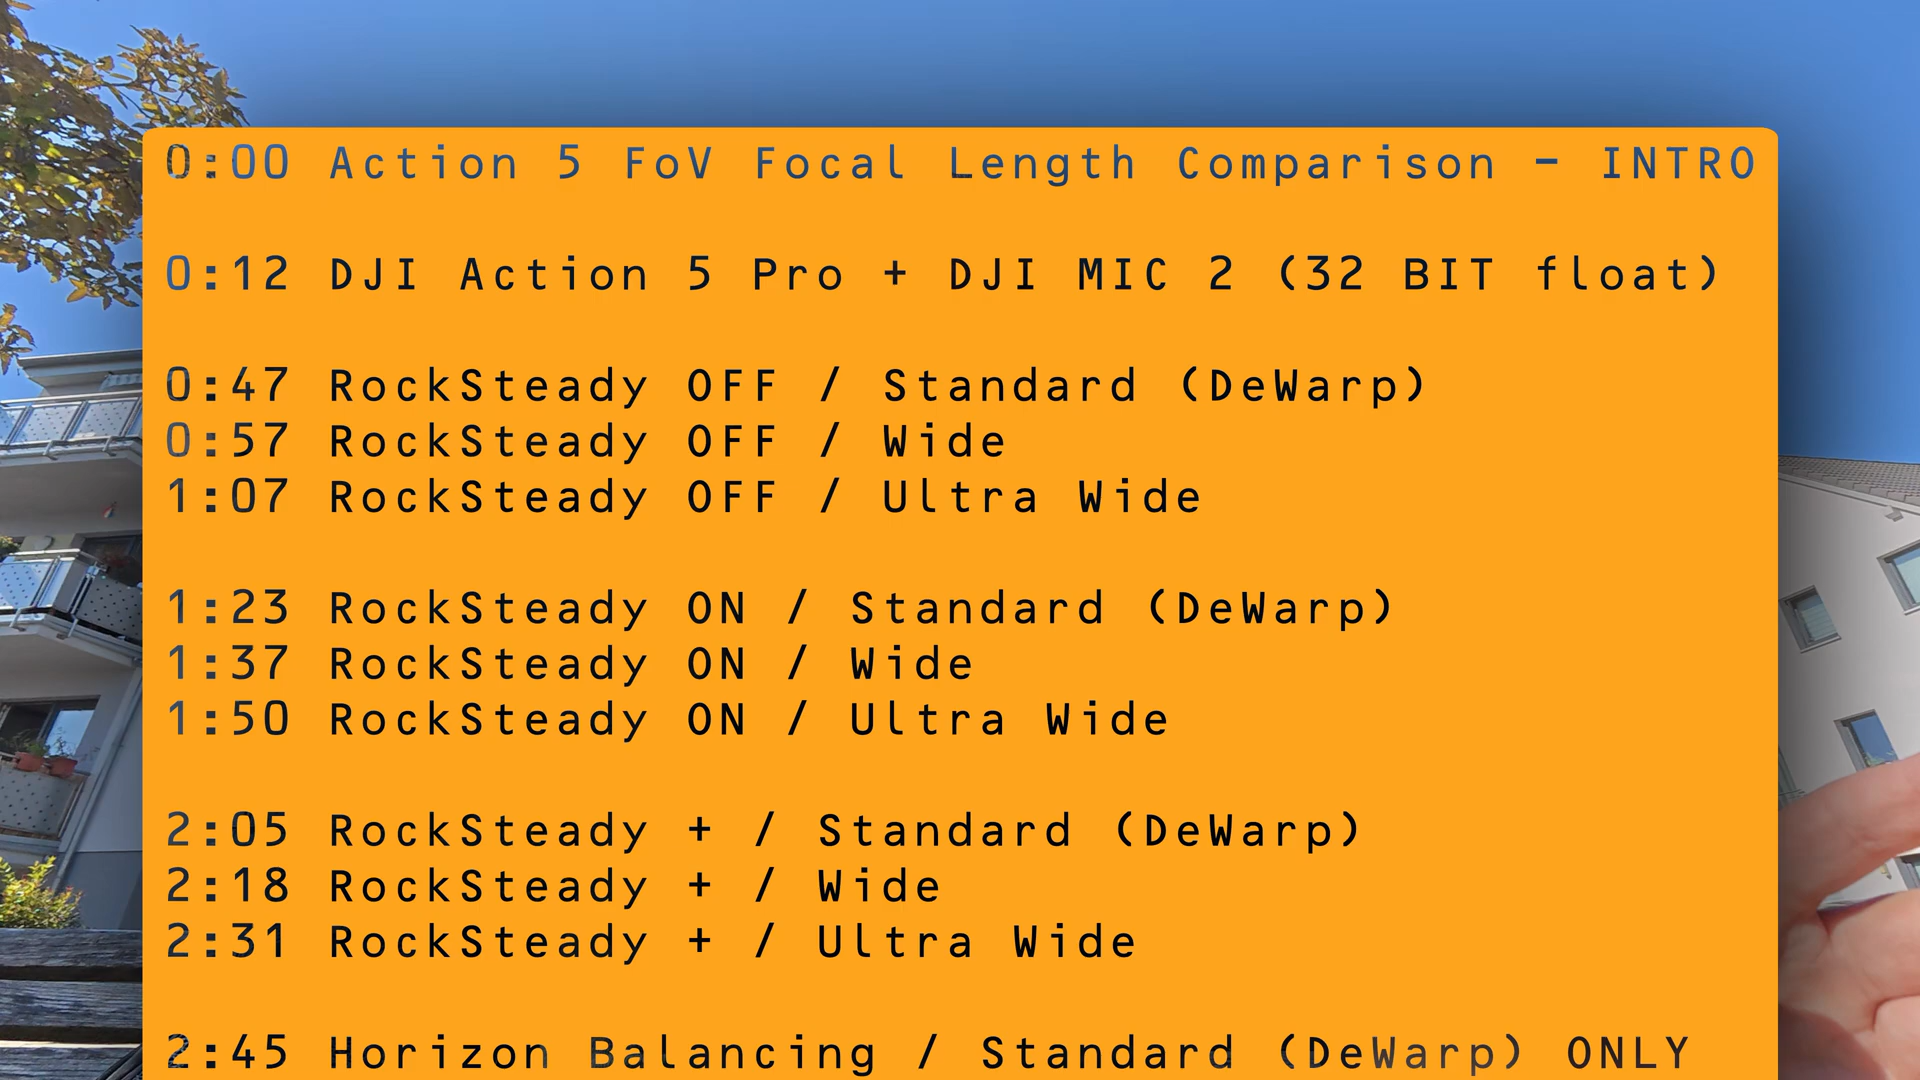 0:00 Action 5 FoV Focal Length Comparison - INTRO
0:12 DJI Action 5 Pro + DJI MIC 2 (32 BIT float)
0:47 RockSteady OFF / Standard (DeWarp)
0:57 RockSteady OFF / Wide
1:07 RockSteady OFF / Ultra Wide
1:23 RockSteady ON / Standard (DeWarp)
1:37 RockSteady ON / Wide
1:50 RockSteady ON / Ultra Wide
2:05 RockSteady + / Standard (DeWarp)
2:18 RockSteady + / Wide
2:31 RockSteady + / Ultra Wide
2:45 Horizon Balancing / Standard (DeWarp) ONLY